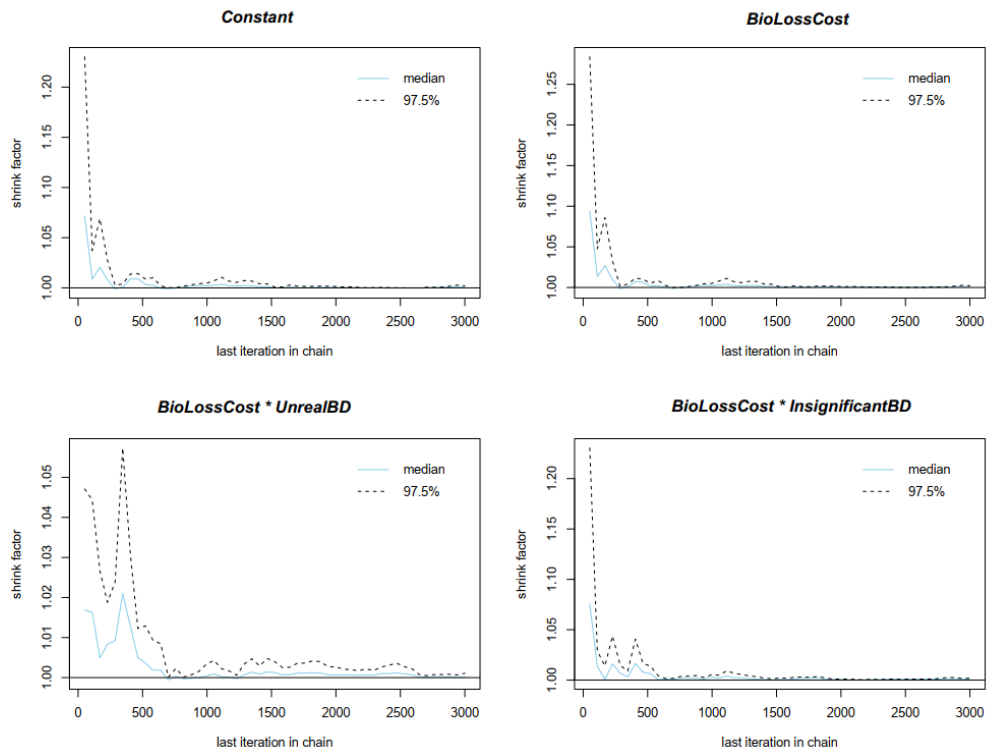 Constant
shrink factor
1.00 1.05 1.10 1.15 1.20
median
97.5%
0 500 1000 1500 2000 2500 3000
last iteration in chain
BioLossCost
shrink factor
1.00 1.05 1.10 1.15 1.20 1.25
median
97.5%
0 500 1000 1500 2000 2500 3000
last iteration in chain
BioLossCost * UnrealBD
shrink factor
1.00 1.01 1.02 1.03 1.04 1.05
median
97.5%
0 500 1000 1500 2000 2500 3000
last iteration in chain
BioLossCost * InsignificantBD
shrink factor
1.00 1.05 1.10 1.15 1.20
median
97.5%
0 500 1000 1500 2000 2500 3000
last iteration in chain